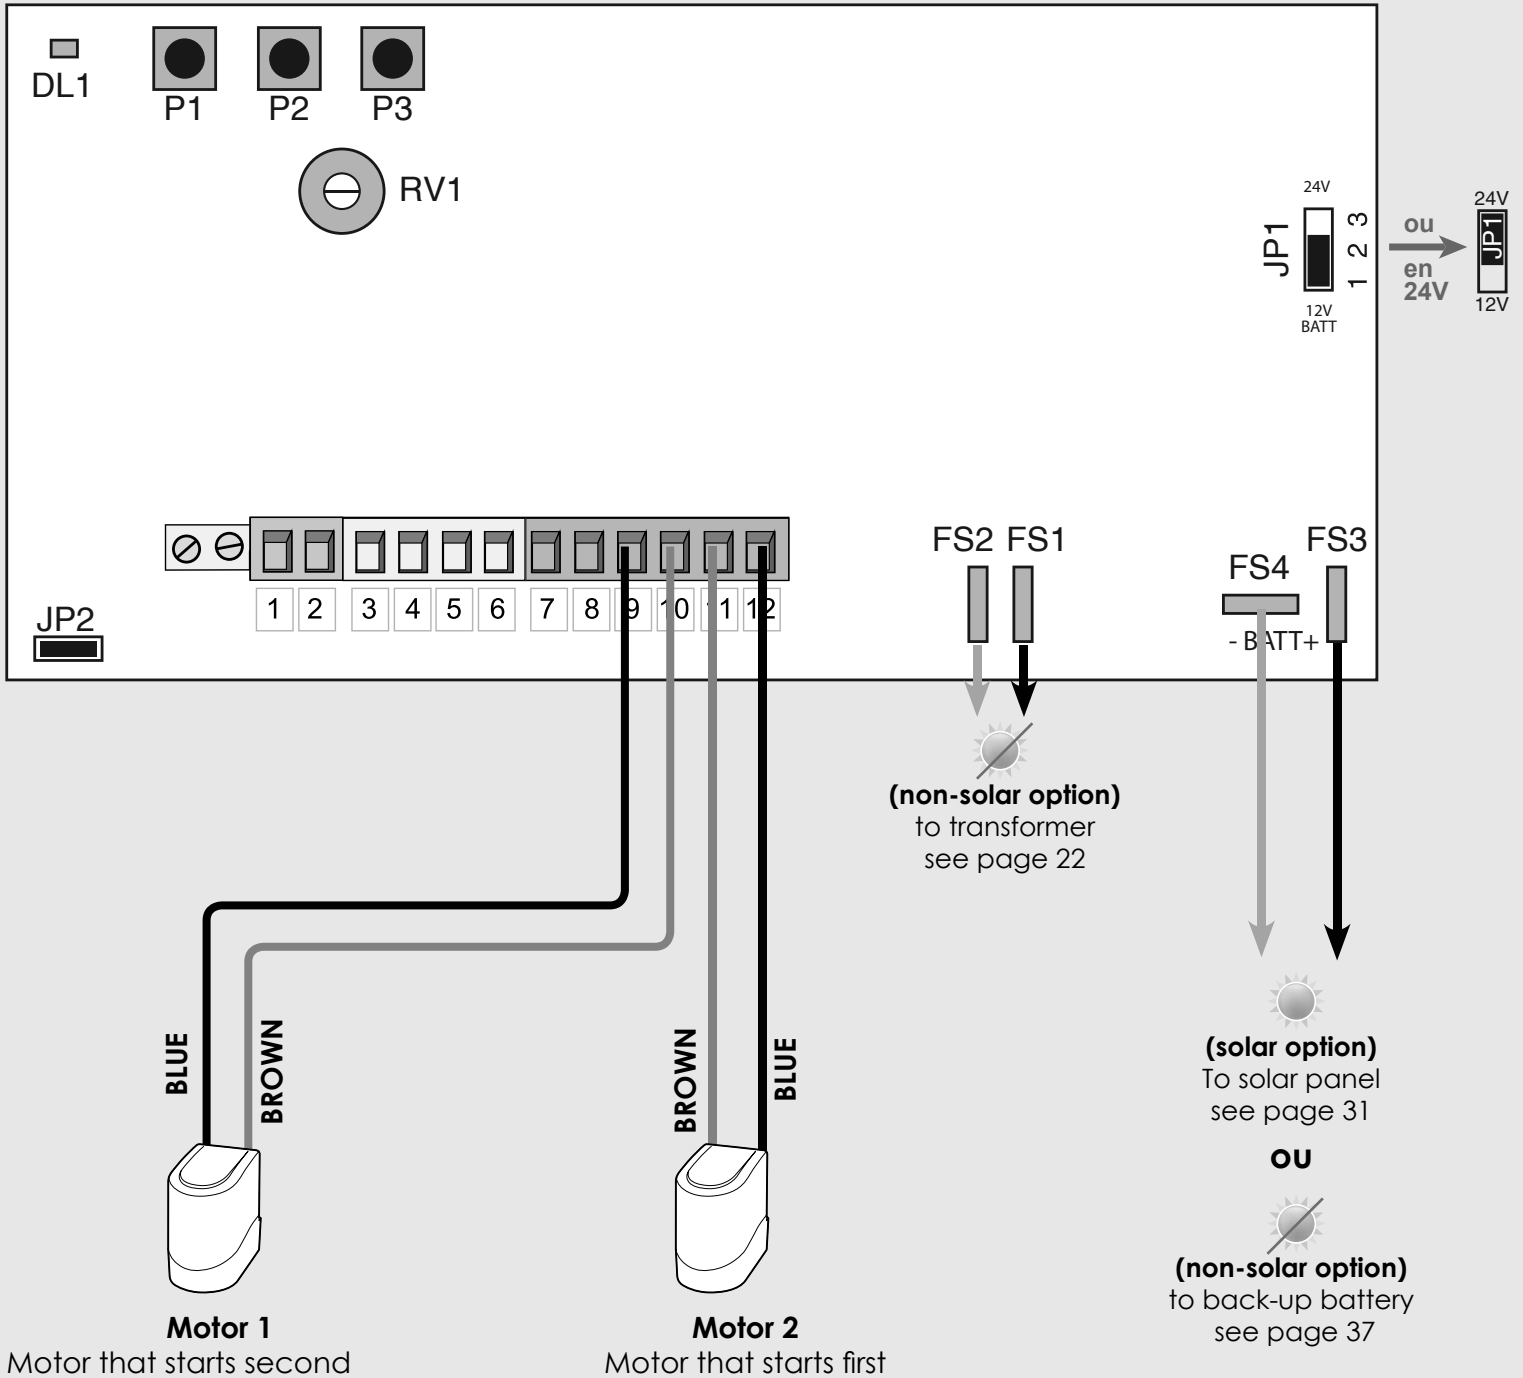 DL1
P1
P2
P3
RV1
24V
JP1
1 2 3
12V
BATT
ou
en
24V
24V
JP1
12V
FS2 FS1
FS4
FS3
- BATT+
1 2 3 4 5 6 7 8 9 10 11 12
JP2
(non-solar option)
to transformer
see page 22
BLUE
BROWN
BROWN
BLUE
(solar option)
To solar panel
see page 31
ou
(non-solar option)
to back-up battery
see page 37
Motor 1
Motor that starts second
Motor 2
Motor that starts first